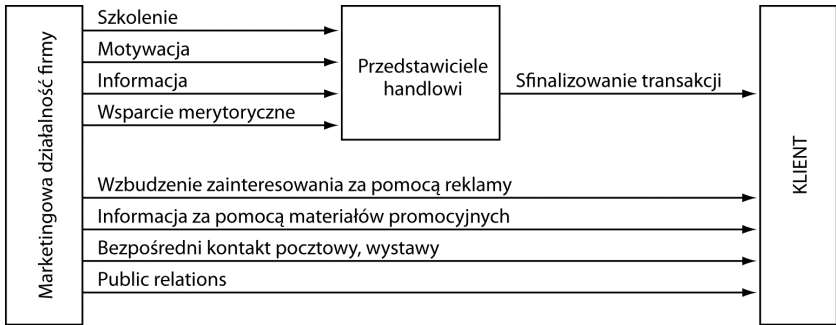 Marketingowa działalność firmy
Szkolenie
Motywacja
Informacja
Wsparcie merytoryczne
Przedstawiciele
handlowi
Sfinalizowanie transakcji
Wzbudzenie zainteresowania za pomocą reklamy
Informacja za pomocą materiałów promocyjnych
Bezpośredni kontakt pocztowy, wystawy
Public relations
KLIENT